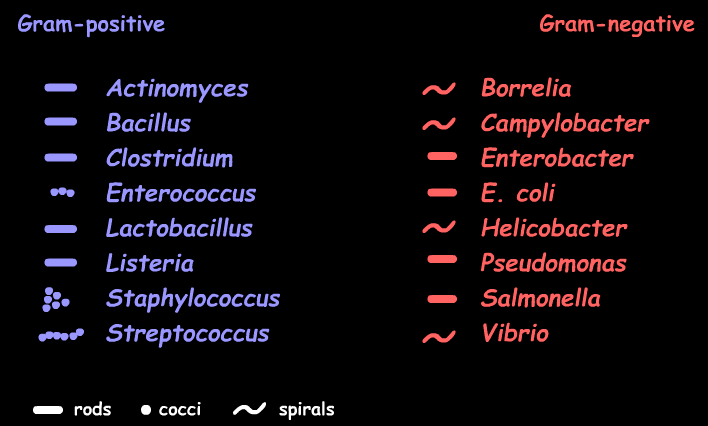 Gram-positive
Actinomyces
Bacillus
Clostridium
Enterococcus
Lactobacillus
Listeria
Staphylococcus
Streptococcus
Gram-negative
Borrelia
Campylobacter
Enterobacter
E. coli
Helicobacter
Pseudomonas
Salmonella
Vibrio
rods cocci spirals